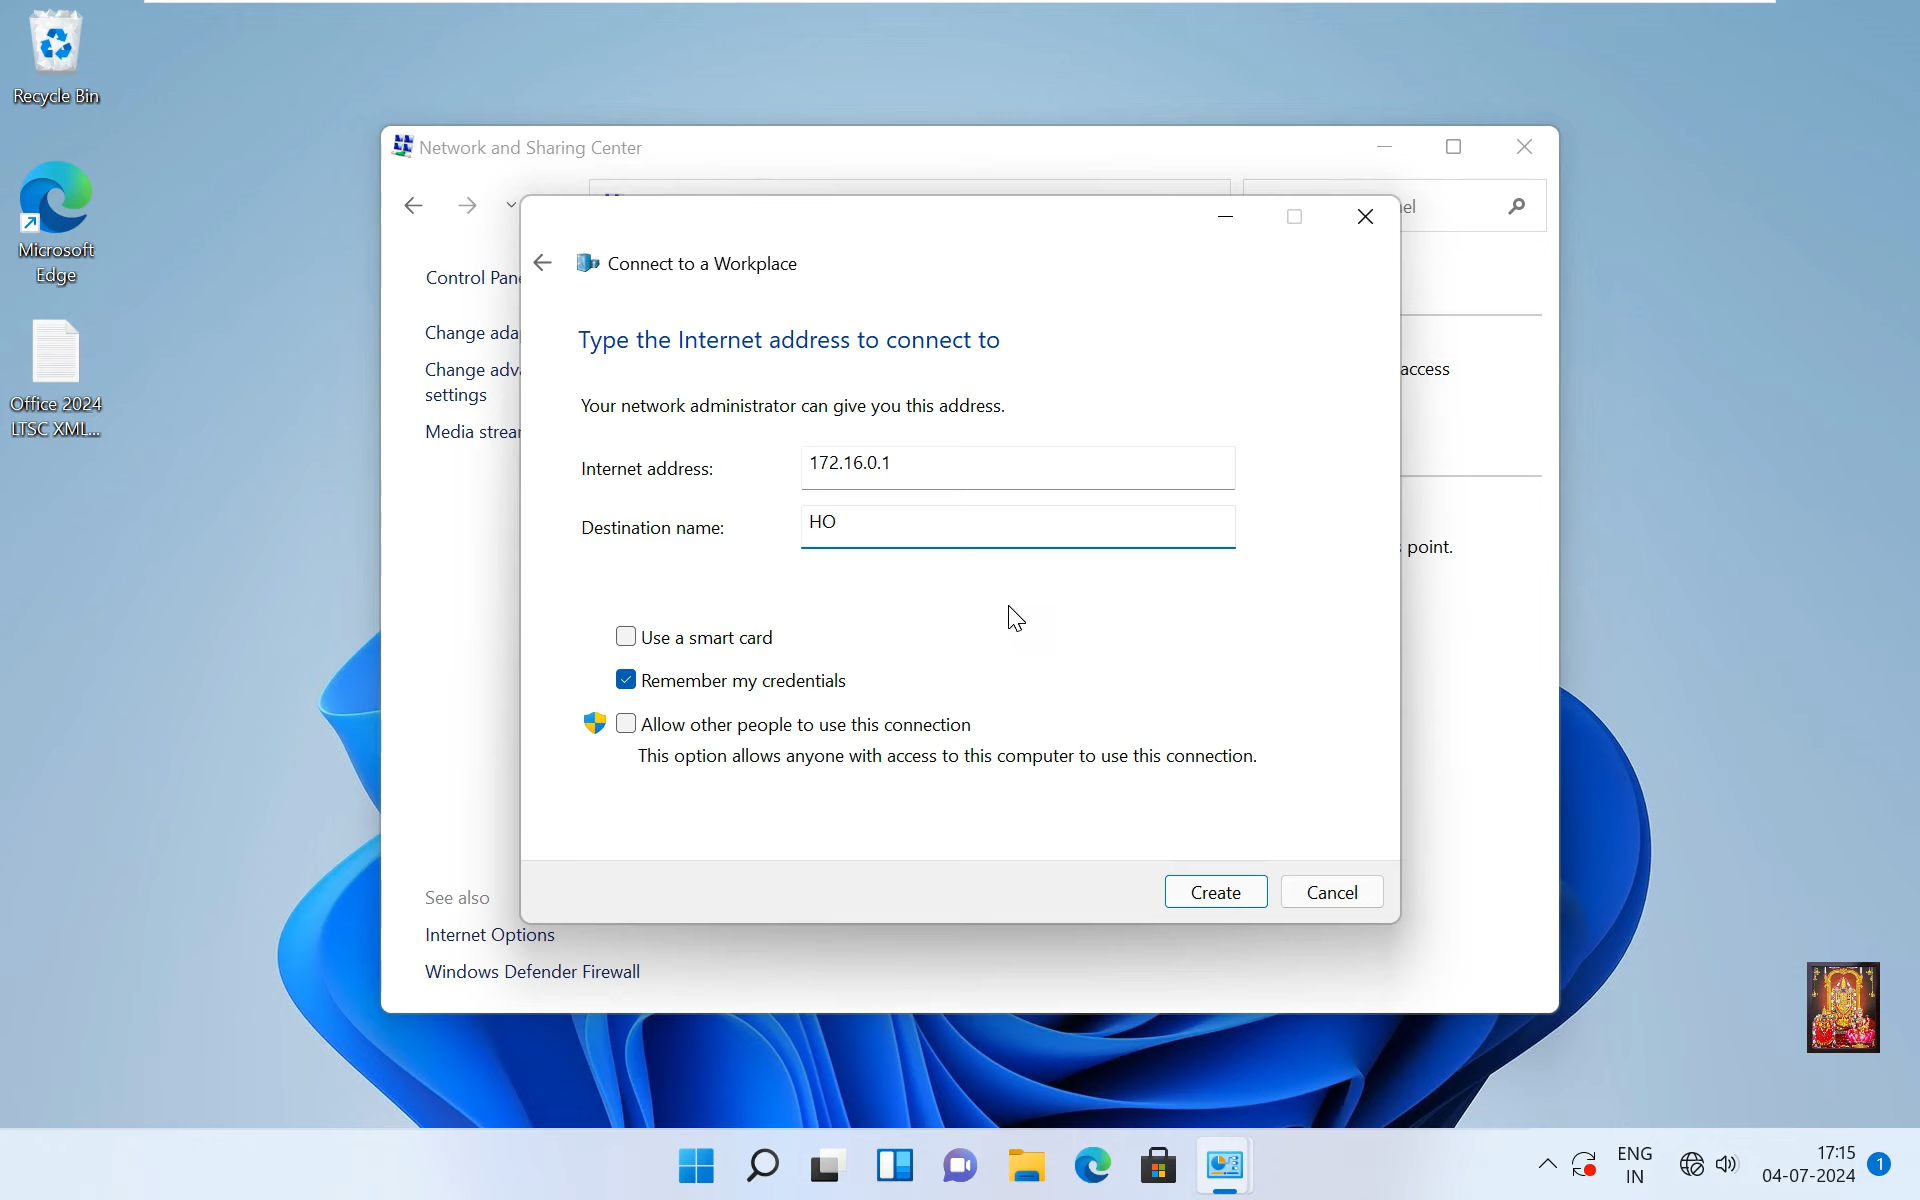 Recycle Bin
Microsoft
Edge
Office 2024
LTSC XML...
Network and Sharing Center
Control Pane
Change ada
Change adv
settings
Media strea
See also
Internet Options
Windows Defender Firewall
access
point.
Connect to a Workplace
Type the Internet address to connect to
Your network administrator can give you this address.
Internet address:
172.16.0.1
Destination name:
HO
Use a smart card
Remember my credentials
Allow other people to use this connection
This option allows anyone with access to this computer to use this connection.
Create
Cancel
ENG
IN
17:15
04-07-2024
1